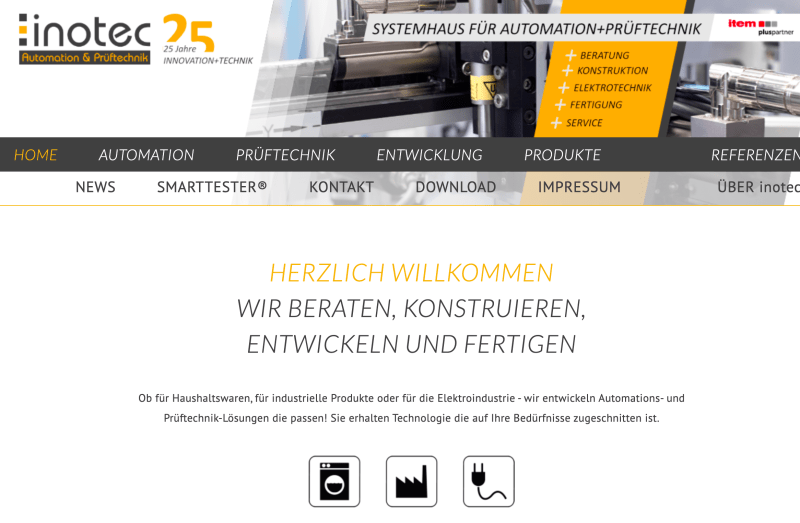 inotec
Automation & Prüftechnik
25
25 Jahre
INNOVATION+TECHNIK
SYSTEMHAUS FÜR AUTOMATION+PRÜFTECHNIK
item
pluspartner
+ BERATUNG
+ KONSTRUKTION
+ ELEKTROTECHNIK
+ FERTIGUNG
+ SERVICE
HOME AUTOMATION PRÜFTECHNIK ENTWICKLUNG PRODUKTE REFERENZEN
NEWS SMARTTESTER® KONTAKT DOWNLOAD IMPRESSUM ÜBER inotec
HERZLICH WILLKOMMEN
WIR BERATEN, KONSTRUIEREN,
ENTWICKELN UND FERTIGEN
Ob für Haushaltswaren, für industrielle Produkte oder für die Elektroindustrie - wir entwickeln Automations- und
Prüftechnik-Lösungen die passen! Sie erhalten Technologie die auf Ihre Bedürfnisse zugeschnitten ist.